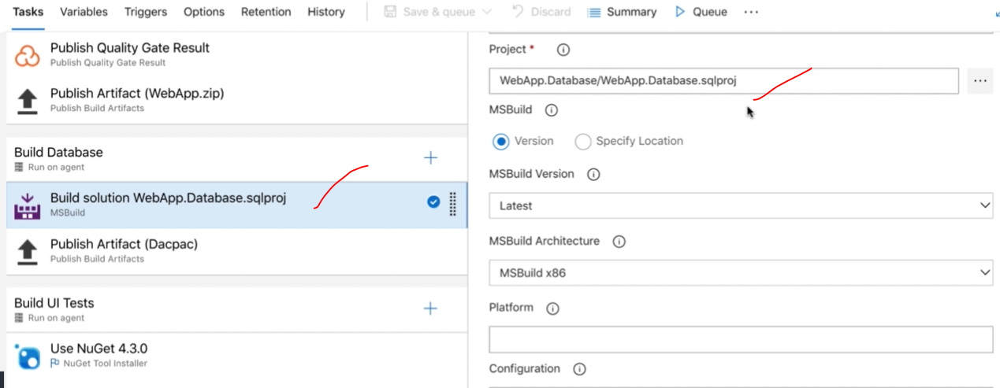 Tasks Variables Triggers Options Retention History Save & queue Discard Summary Queue ...
Publish Quality Gate Result
Publish Quality Gate Result
Publish Artifact (WebApp.zip)
Publish Build Artifacts
Build Database
Run on agent
Build solution WebApp.Database.sqlproj
MSBuild
Publish Artifact (Dacpac)
Publish Build Artifacts
Build UI Tests
Run on agent
Use NuGet 4.3.0
NuGet Tool Installer
Project *
WebApp.Database/WebApp.Database.sqlproj
...
MSBuild
Version Specify Location
MSBuild Version
Latest
MSBuild Architecture
MSBuild x86
Platform
Configuration